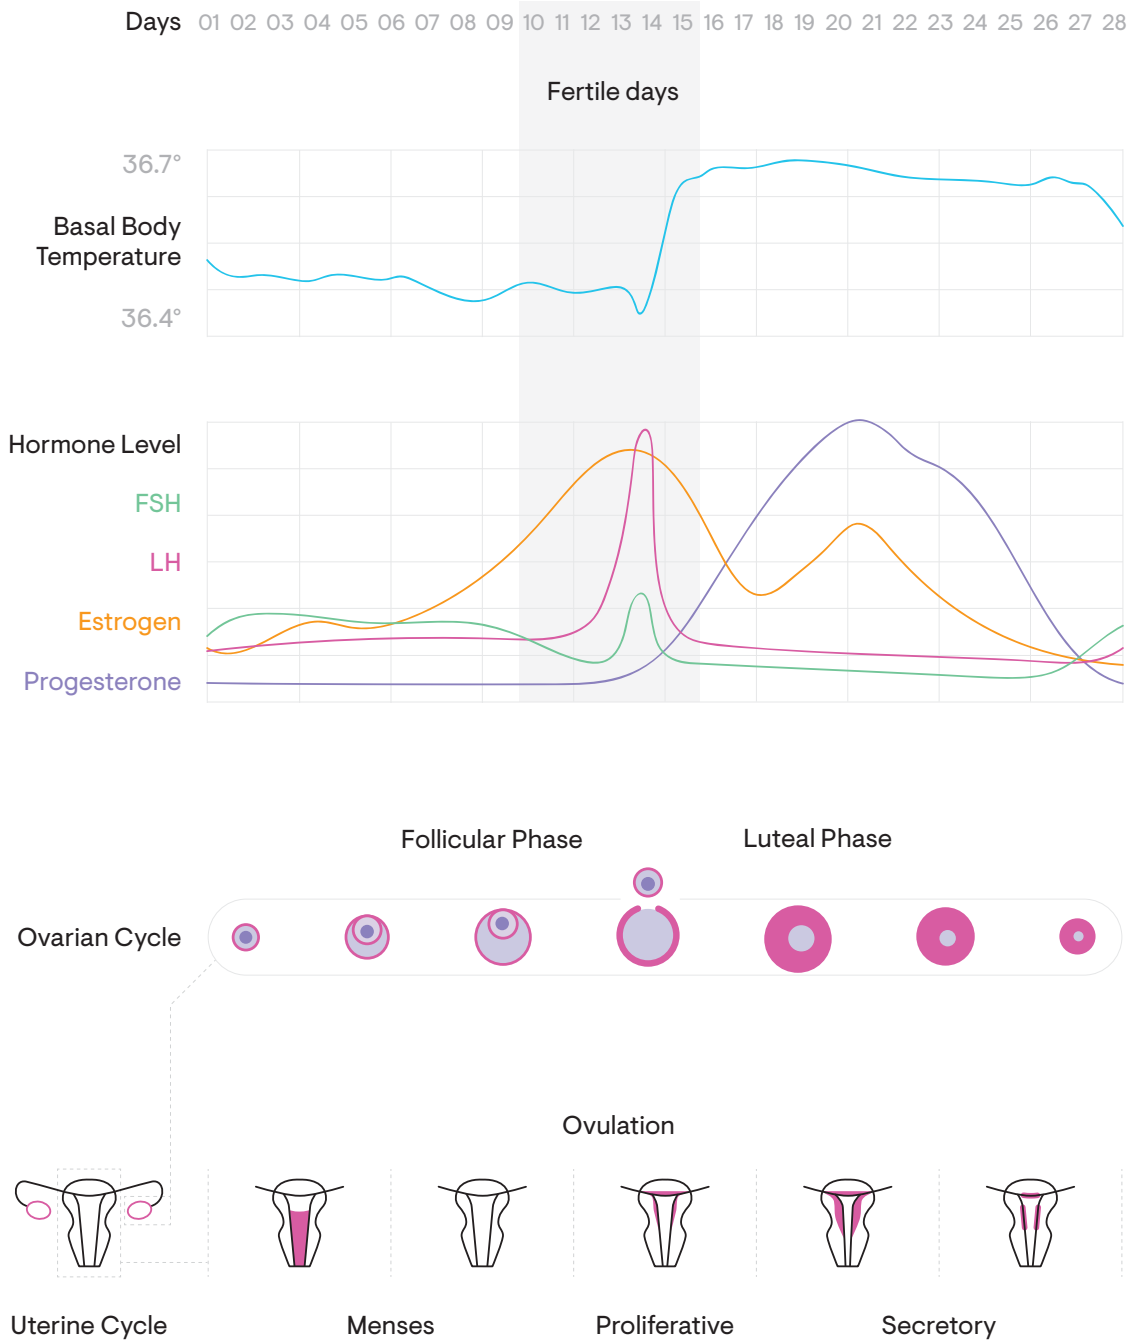 Days 01 02 03 04 05 06 07 08 09 10 11 12 13 14 15 16 17 18 19 20 21 22 23 24 25 26 27 28
Fertile days
36.7°
Basal Body
Temperature
36.4°
Hormone Level
FSH
LH
Estrogen
Progesterone
Follicular Phase Luteal Phase
Ovarian Cycle
Ovulation
Uterine Cycle Menses Proliferative Secretory